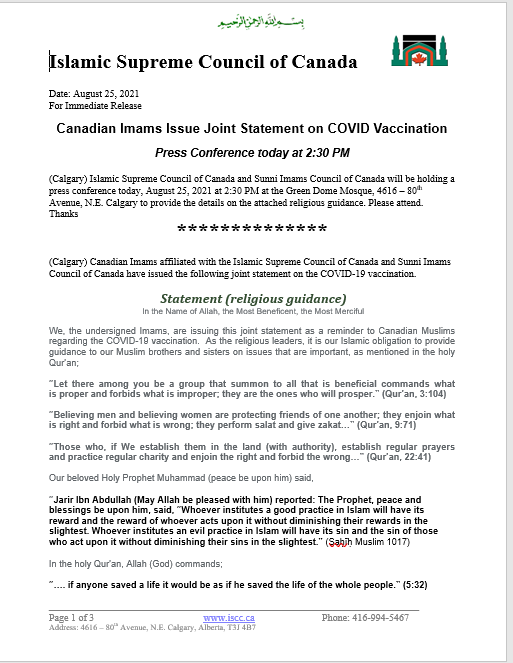 بِسْمِ اللَّهِ الرَّحْمَٰنِ الرَّحِيمِ
Islamic Supreme Council of Canada
Date: August 25, 2021
For Immediate Release
Canadian Imams Issue Joint Statement on COVID Vaccination
Press Conference today at 2:30 PM
(Calgary) Islamic Supreme Council of Canada and Sunni Imams Council of Canada will be holding a
press conference today, August 25, 2021 at 2:30 PM at the Green Dome Mosque, 4616 – 80th
Avenue, N.E. Calgary to provide the details on the attached religious guidance. Please attend.
Thanks
**************
(Calgary) Canadian Imams affiliated with the Islamic Supreme Council of Canada and Sunni Imams
Council of Canada have issued the following joint statement on the COVID-19 vaccination.
Statement (religious guidance)
In the Name of Allah, the Most Beneficent, the Most Merciful
We, the undersigned Imams, are issuing this joint statement as a reminder to Canadian Muslims
regarding the COVID-19 vaccination. As the religious leaders, it is our Islamic obligation to provide
guidance to our Muslim brothers and sisters on issues that are important, as mentioned in the holy
Qur'an;
"Let there among you be a group that summon to all that is beneficial commands what
is proper and forbids what is improper; they are the ones who will prosper." (Qur'an, 3:104)
"Believing men and believing women are protecting friends of one another; they enjoin what
is right and forbid what is wrong; they perform salat and give zakat…" (Qur'an, 9:71)
"Those who, if We establish them in the land (with authority), establish regular prayers
and practice regular charity and enjoin the right and forbid the wrong…" (Qur'an, 22:41)
Our beloved Holy Prophet Muhammad (peace be upon him) said,
"Jarir Ibn Abdullah (May Allah be pleased with him) reported: The Prophet, peace and
blessings be upon him, said, "Whoever institutes a good practice in Islam will have its
reward and the reward of whoever acts upon it without diminishing their rewards in the
slightest. Whoever institutes an evil practice in Islam will have its sin and the sin of those
who act upon it without diminishing their sins in the slightest." (Ṣaḥīḥ Muslim 1017)
In the holy Qur'an, Allah (God) commands;
"…. if anyone saved a life it would be as if he saved the life of the whole people." (5:32)
Page 1 of 3 www.iscc.ca Phone: 416-994-5467
Address: 4616 – 80th Avenue, N.E. Calgary, Alberta, T3J 4B7